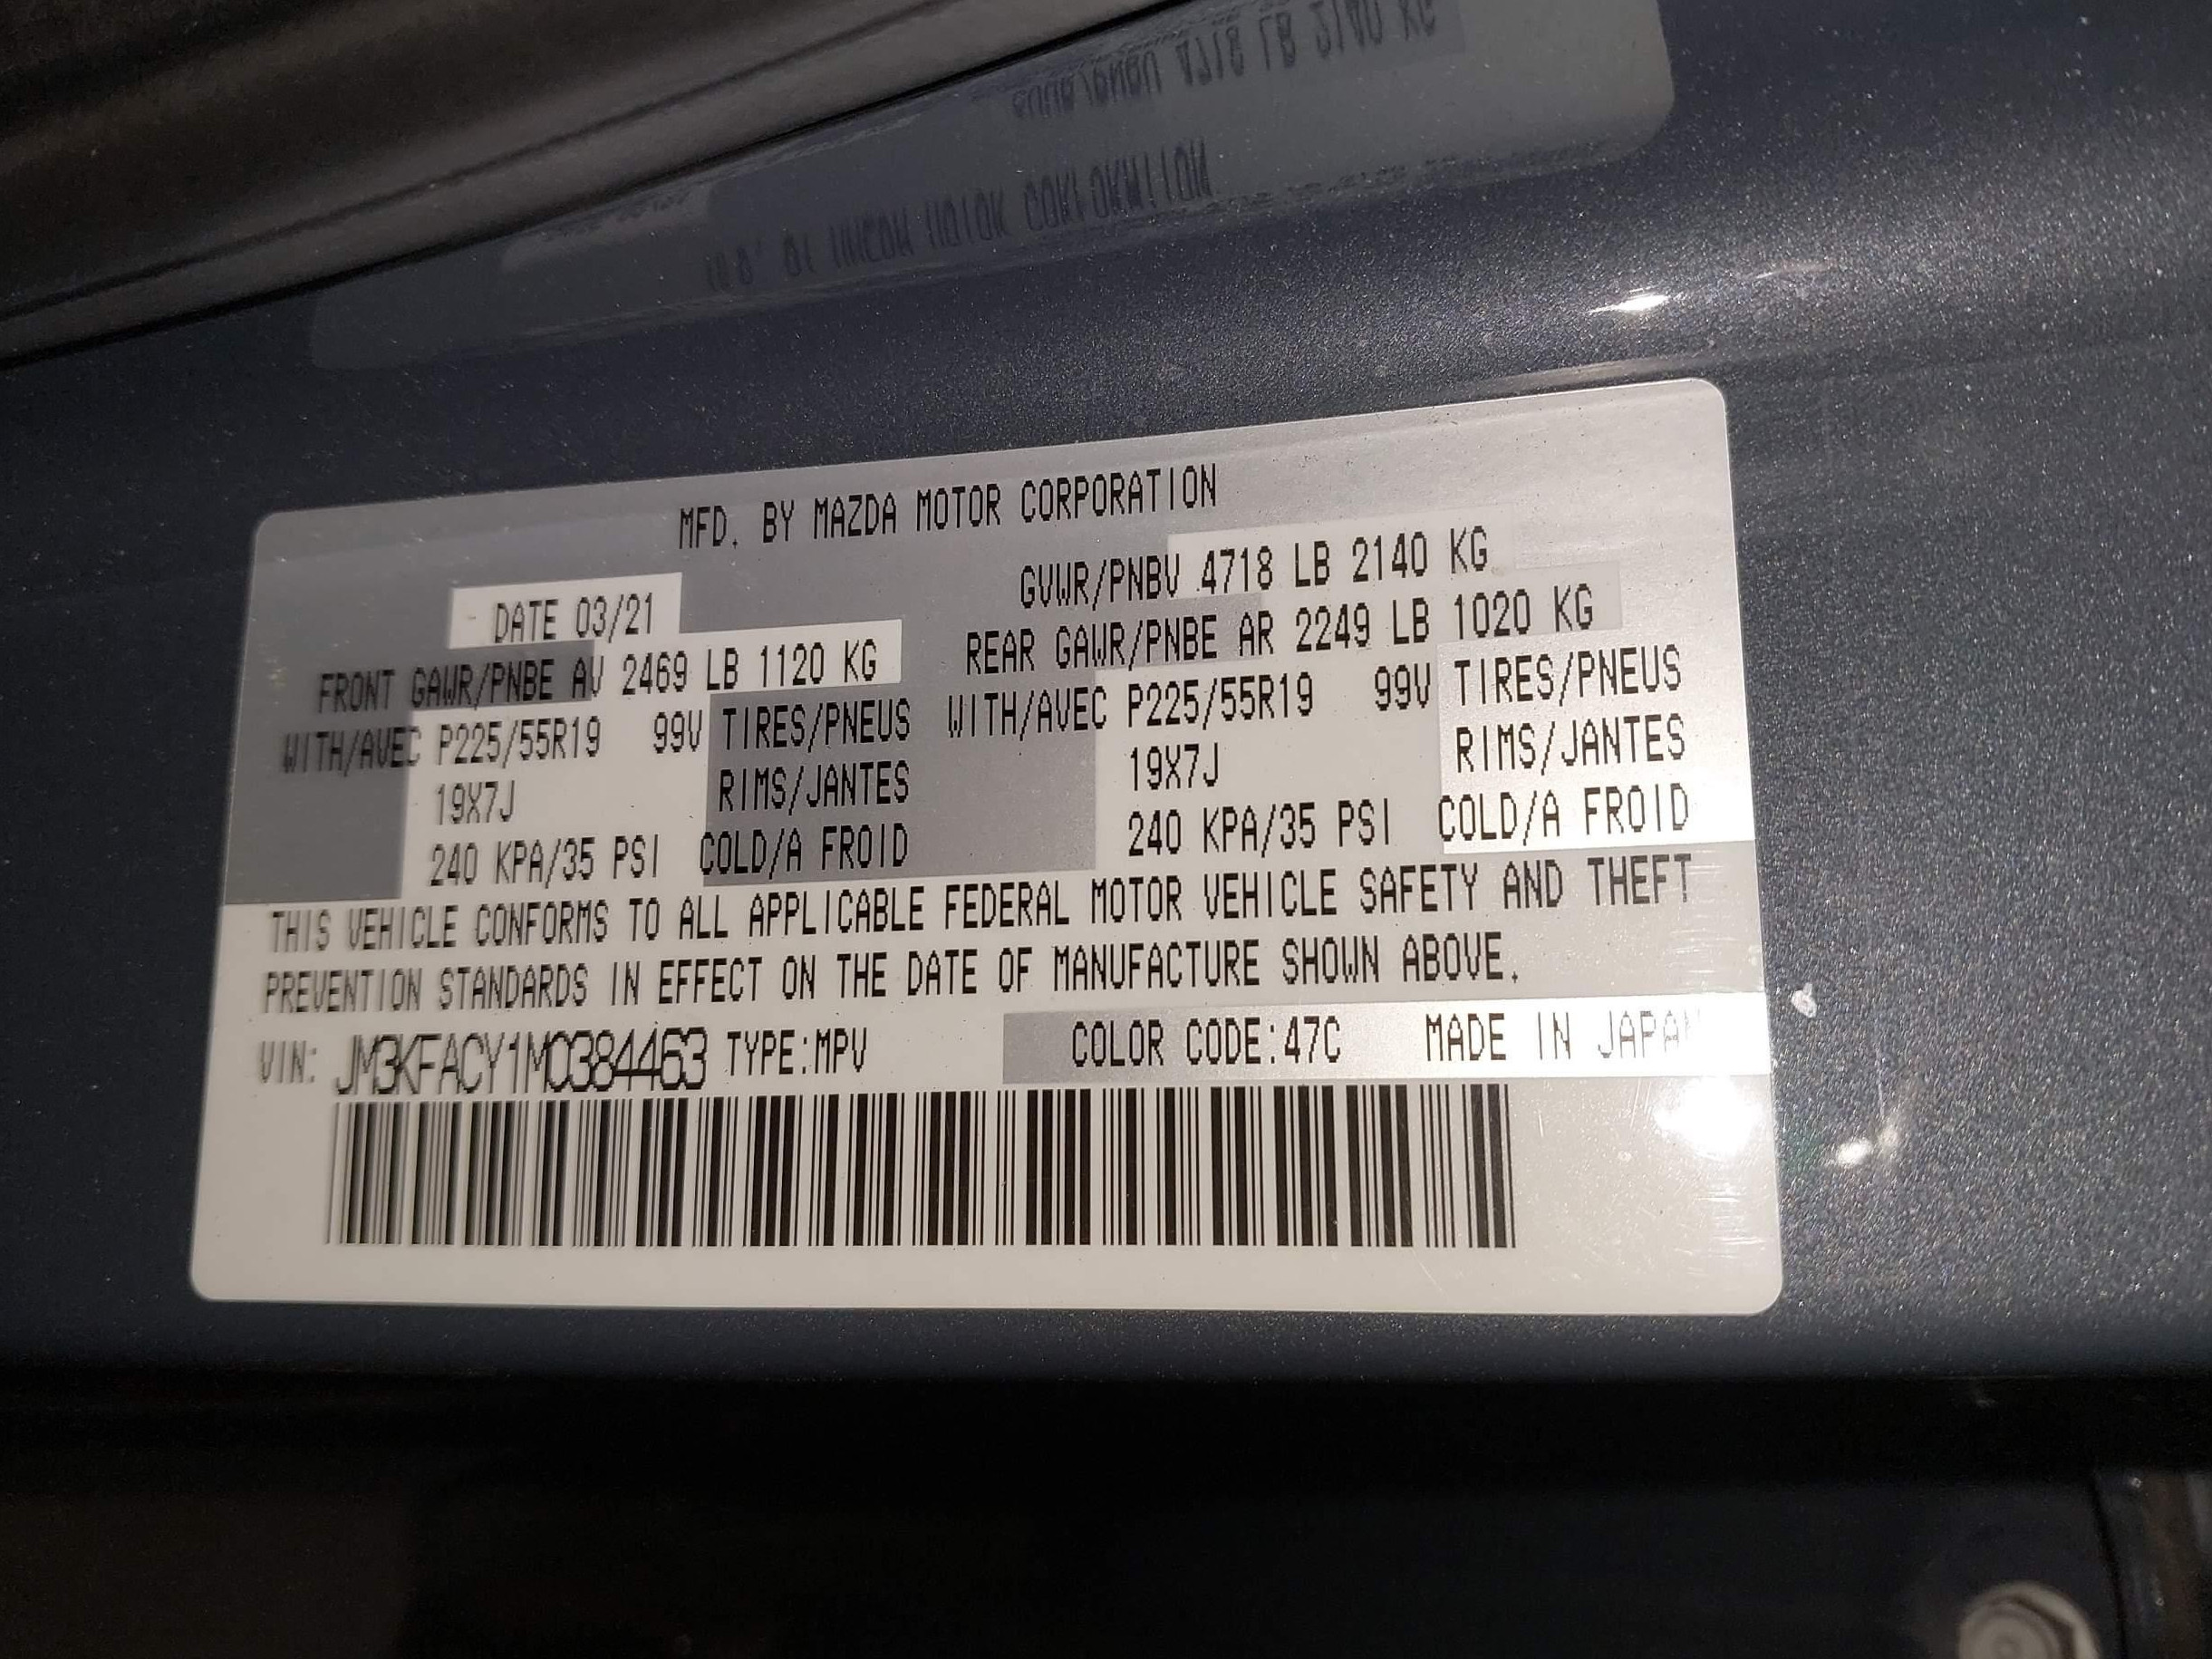 MFD. BY MAZDA MOTOR CORPORATION
DATE 03/21 GVWR/PNBV 4718 LB 2140 KG
FRONT GAWR/PNBE AV 2469 LB 1120 KG REAR GAWR/PNBE AR 2249 LB 1020 KG
WITH/AVEC P225/55R19 99V TIRES/PNEUS WITH/AVEC P225/55R19 99V TIRES/PNEUS
19X7J RIMS/JANTES 19X7J RIMS/JANTES
240 KPA/35 PSI COLD/A FROID 240 KPA/35 PSI COLD/A FROID
THIS VEHICLE CONFORMS TO ALL APPLICABLE FEDERAL MOTOR VEHICLE SAFETY AND THEFT
PREVENTION STANDARDS IN EFFECT ON THE DATE OF MANUFACTURE SHOWN ABOVE.
VIN: JM3KFACY1M0384463 TYPE:MPV COLOR CODE:47C MADE IN JAPAN